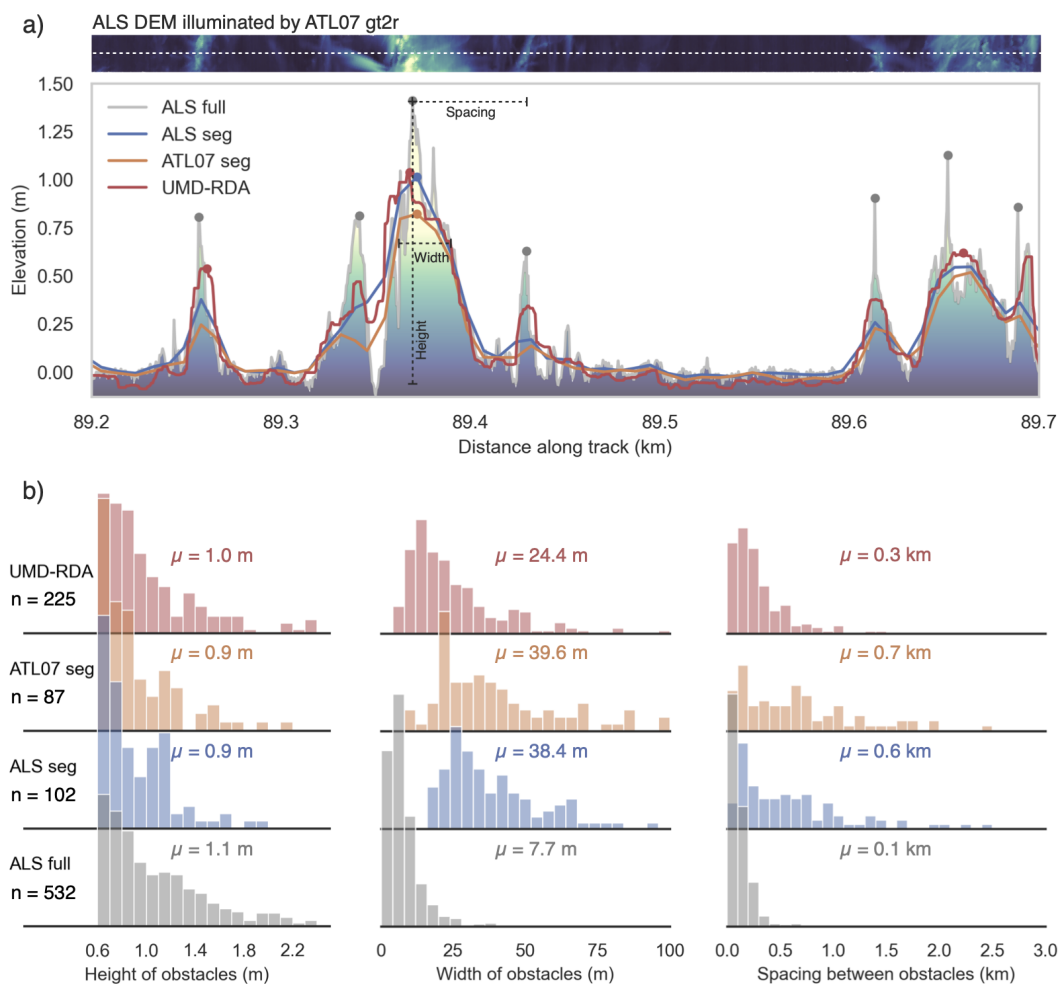 a)
ALS DEM illuminated by ATL07 gt2r
1.50
1.25
1.00
0.75
0.50
0.25
0.00
Elevation (m)
ALS full
ALS seg
ATL07 seg
UMD-RDA
Spacing
Width
Height
89.2 89.3 89.4 89.5 89.6 89.7
Distance along track (km)
b)
UMD-RDA
n = 225
μ = 1.0 m
μ = 24.4 m
μ = 0.3 km
ATL07 seg
n = 87
μ = 0.9 m
μ = 39.6 m
μ = 0.7 km
ALS seg
n = 102
μ = 0.9 m
μ = 38.4 m
μ = 0.6 km
ALS full
n = 532
μ = 1.1 m
μ = 7.7 m
μ = 0.1 km
0.6 1.0 1.4 1.8 2.2
Height of obstacles (m)
0 25 50 75 100
Width of obstacles (m)
0.0 0.5 1.0 1.5 2.0 2.5 3.0
Spacing between obstacles (km)